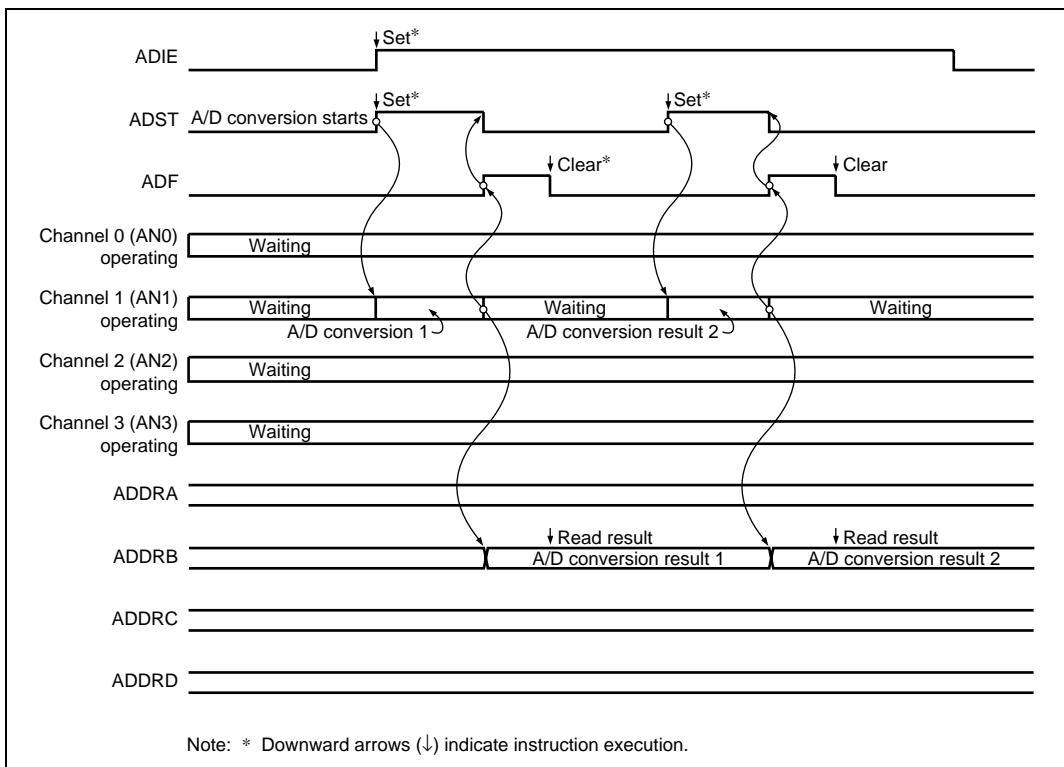 ↓Set*
ADIE
↓Set* ↓Set*
ADST A/D conversion starts
↓Clear* ↓Clear
ADF
Channel 0 (AN0)
operating
Waiting
Channel 1 (AN1)
operating
Waiting Waiting Waiting
A/D conversion 1 A/D conversion result 2
Channel 2 (AN2)
operating
Waiting
Channel 3 (AN3)
operating
Waiting
ADDRA
↓Read result ↓Read result
ADDRB
A/D conversion result 1 A/D conversion result 2
ADDRC
ADDRD
Note: * Downward arrows (↓) indicate instruction execution.